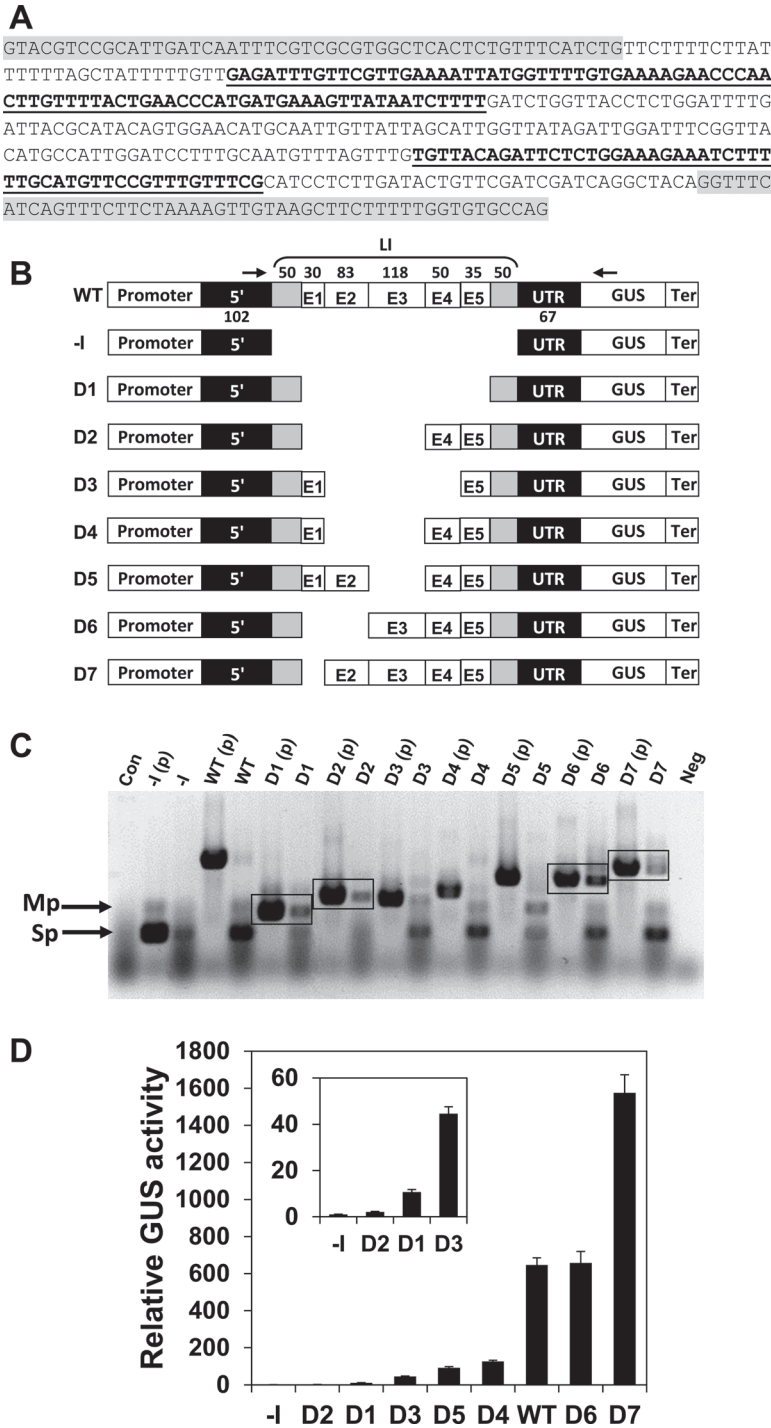 A
GTACGTCCGCATTGATCAATTTCGTCGCGTGGCTCACTCTGTTTCATCTGTTCTTTTCTTAT
TTTTTAGCTATTTTTGTTGAGATTTGTTCGTTGAAAATTATGGTTTTGTGAAAAGAACCCAA
CTTGTTTTACTGAACCCATGATGAAAGTTATAATCTTTTGATCTGGTTACCTCTGGATTTTG
ATTACGCATACAGTGGAACATGCAATTGTTATTAGCATTGGTTATAGATTGGATTTCGGTTA
CATGCCATTGGATCCTTTGCAATGTTTAGTTTGTGTTACAGATTCTCTGGAAAGAAATCTTT
TTGCATGTTCCGTTTGTTTCGCATCCTCTTGATACTGTTCGATCGATCAGGCTACAGGTTTC
ATCAGTTTCTTCTAAAAGTTGTAAGCTTCTTTTTGGTGTGCCAG
B
LI
50 30 83 118 50 35 50
WT Promoter 5' E1 E2 E3 E4 E5 UTR GUS Ter
102 67
-I Promoter 5' UTR GUS Ter
D1 Promoter 5' UTR GUS Ter
D2 Promoter 5' E4 E5 UTR GUS Ter
D3 Promoter 5' E1 E5 UTR GUS Ter
D4 Promoter 5' E1 E4 E5 UTR GUS Ter
D5 Promoter 5' E1 E2 E4 E5 UTR GUS Ter
D6 Promoter 5' E3 E4 E5 UTR GUS Ter
D7 Promoter 5' E2 E3 E4 E5 UTR GUS Ter
C
Con -I (p) -I WT (p) WT D1 (p) D1 D2 (p) D2 D3 (p) D3 D4 (p) D4 D5 (p) D5 D6 (p) D6 D7 (p) D7 Neg
Mp
Sp
D
Relative GUS activity
1800
1600
1400
1200
1000
800
600
400
200
0
60
40
20
0
-I D2 D1 D3
-I D2 D1 D3 D5 D4 WT D6 D7